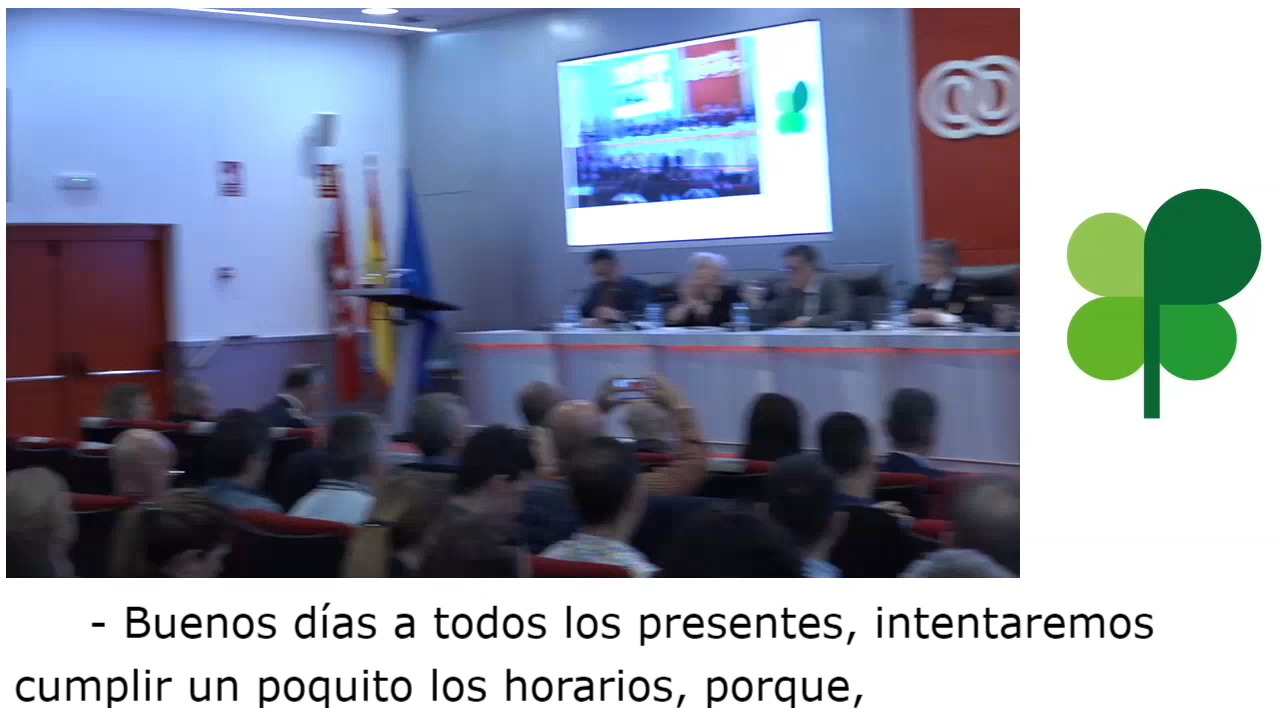 - Buenos días a todos los presentes, intentaremos
cumplir un poquito los horarios, porque,